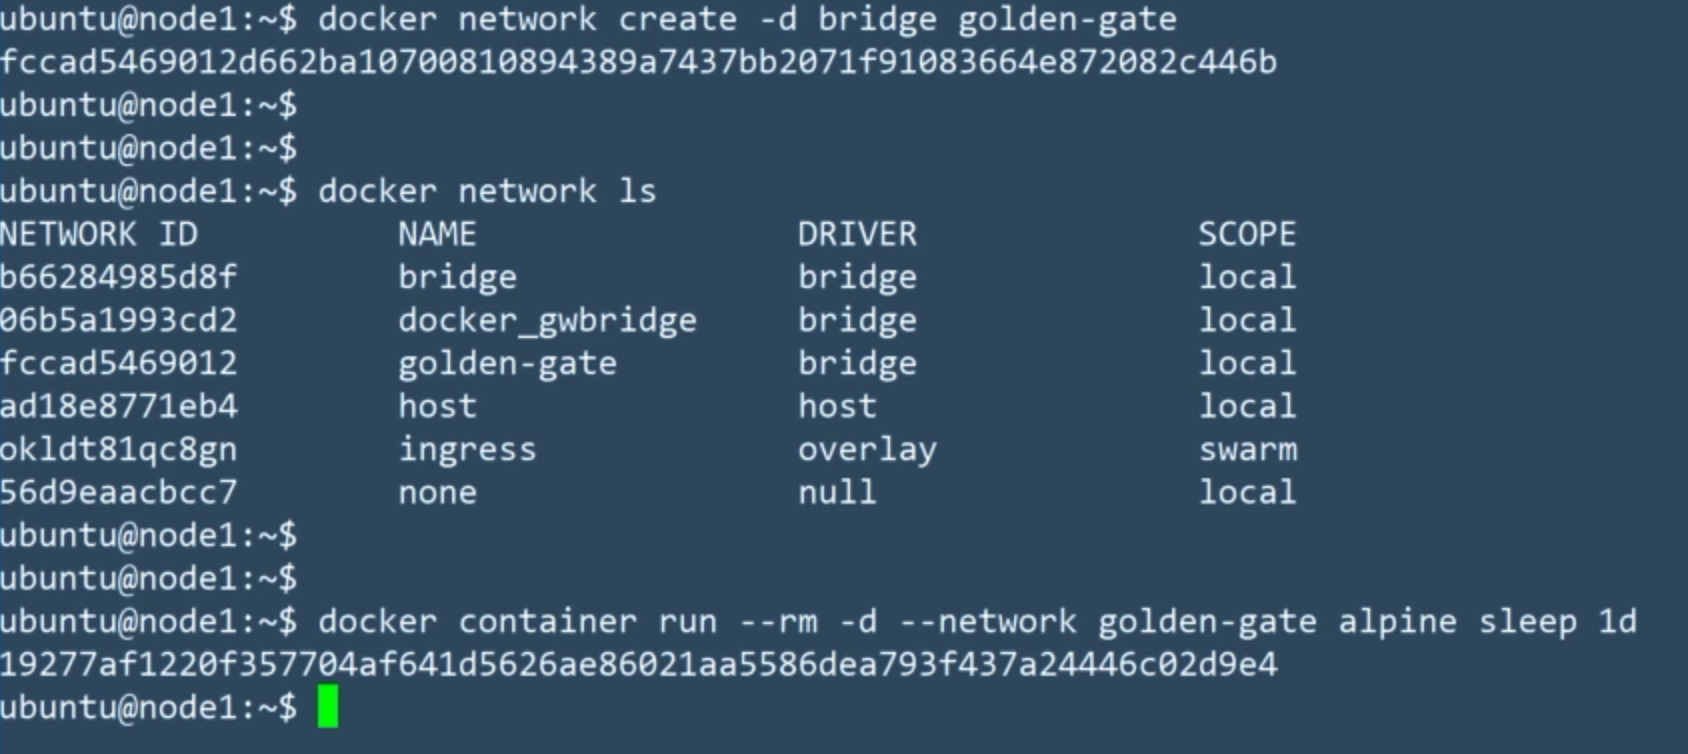 ubuntu@node1:~$ docker network create -d bridge golden-gate
fccad5469012d662ba10700810894389a7437bb2071f91083664e872082c446b
ubuntu@node1:~$
ubuntu@node1:~$
ubuntu@node1:~$ docker network ls
NETWORK ID NAME DRIVER SCOPE
b66284985d8f bridge bridge local
06b5a1993cd2 docker_gwbridge bridge local
fccad5469012 golden-gate bridge local
ad18e8771eb4 host host local
okldt81qc8gn ingress overlay swarm
56d9eaacbcc7 none null local
ubuntu@node1:~$
ubuntu@node1:~$
ubuntu@node1:~$ docker container run --rm -d --network golden-gate alpine sleep 1d
19277af1220f357704af641d5626ae86021aa5586dea793f437a24446c02d9e4
ubuntu@node1:~$